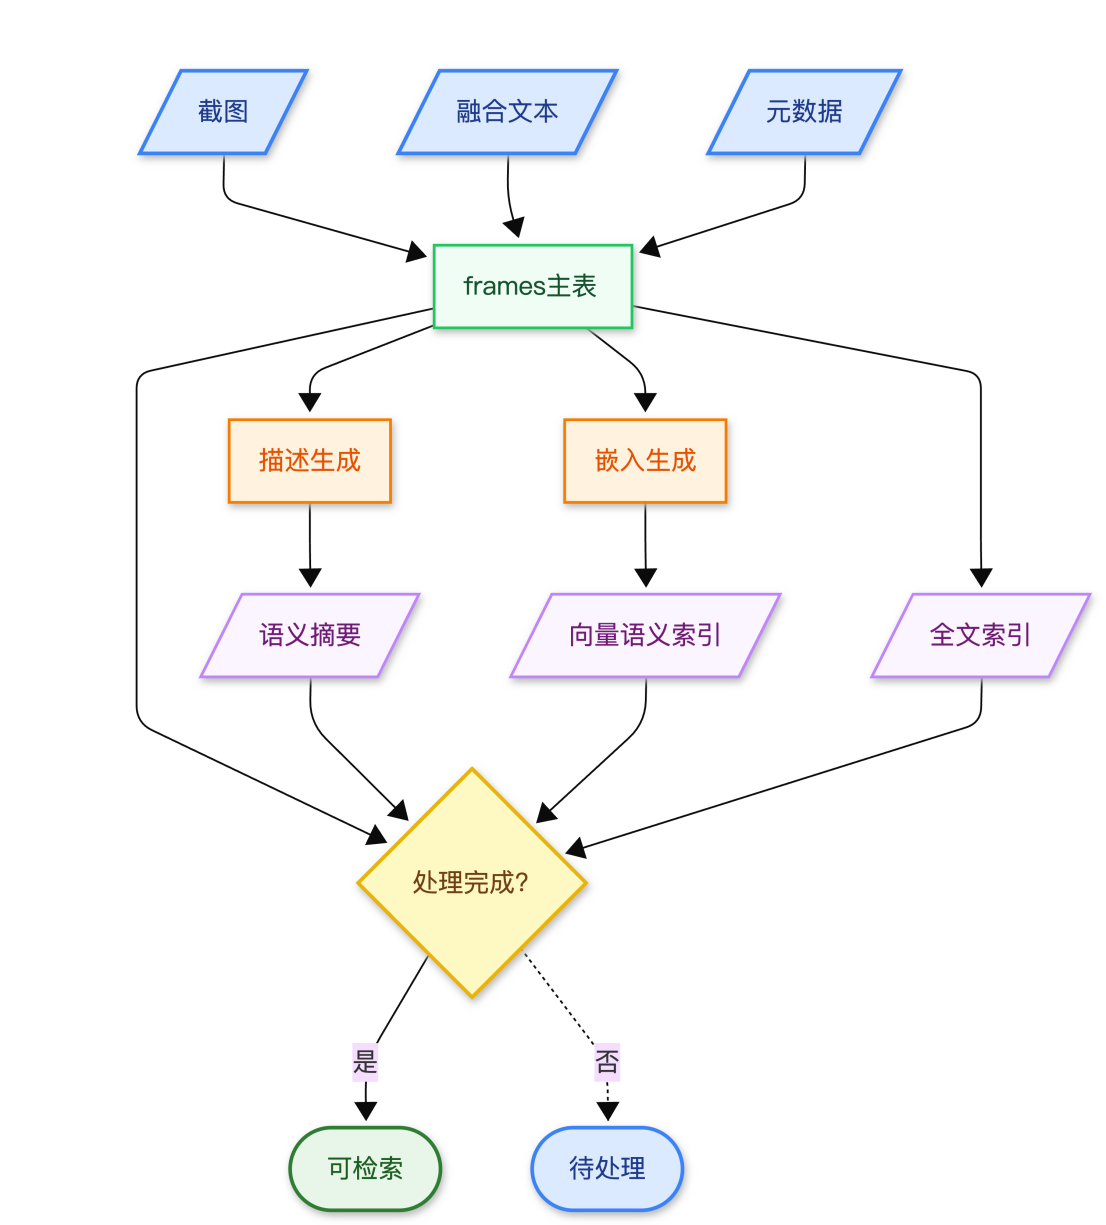 截图
融合文本
元数据
frames主表
描述生成
嵌入生成
语义摘要
向量语义索引
全文索引
处理完成?
是
否
可检索
待处理